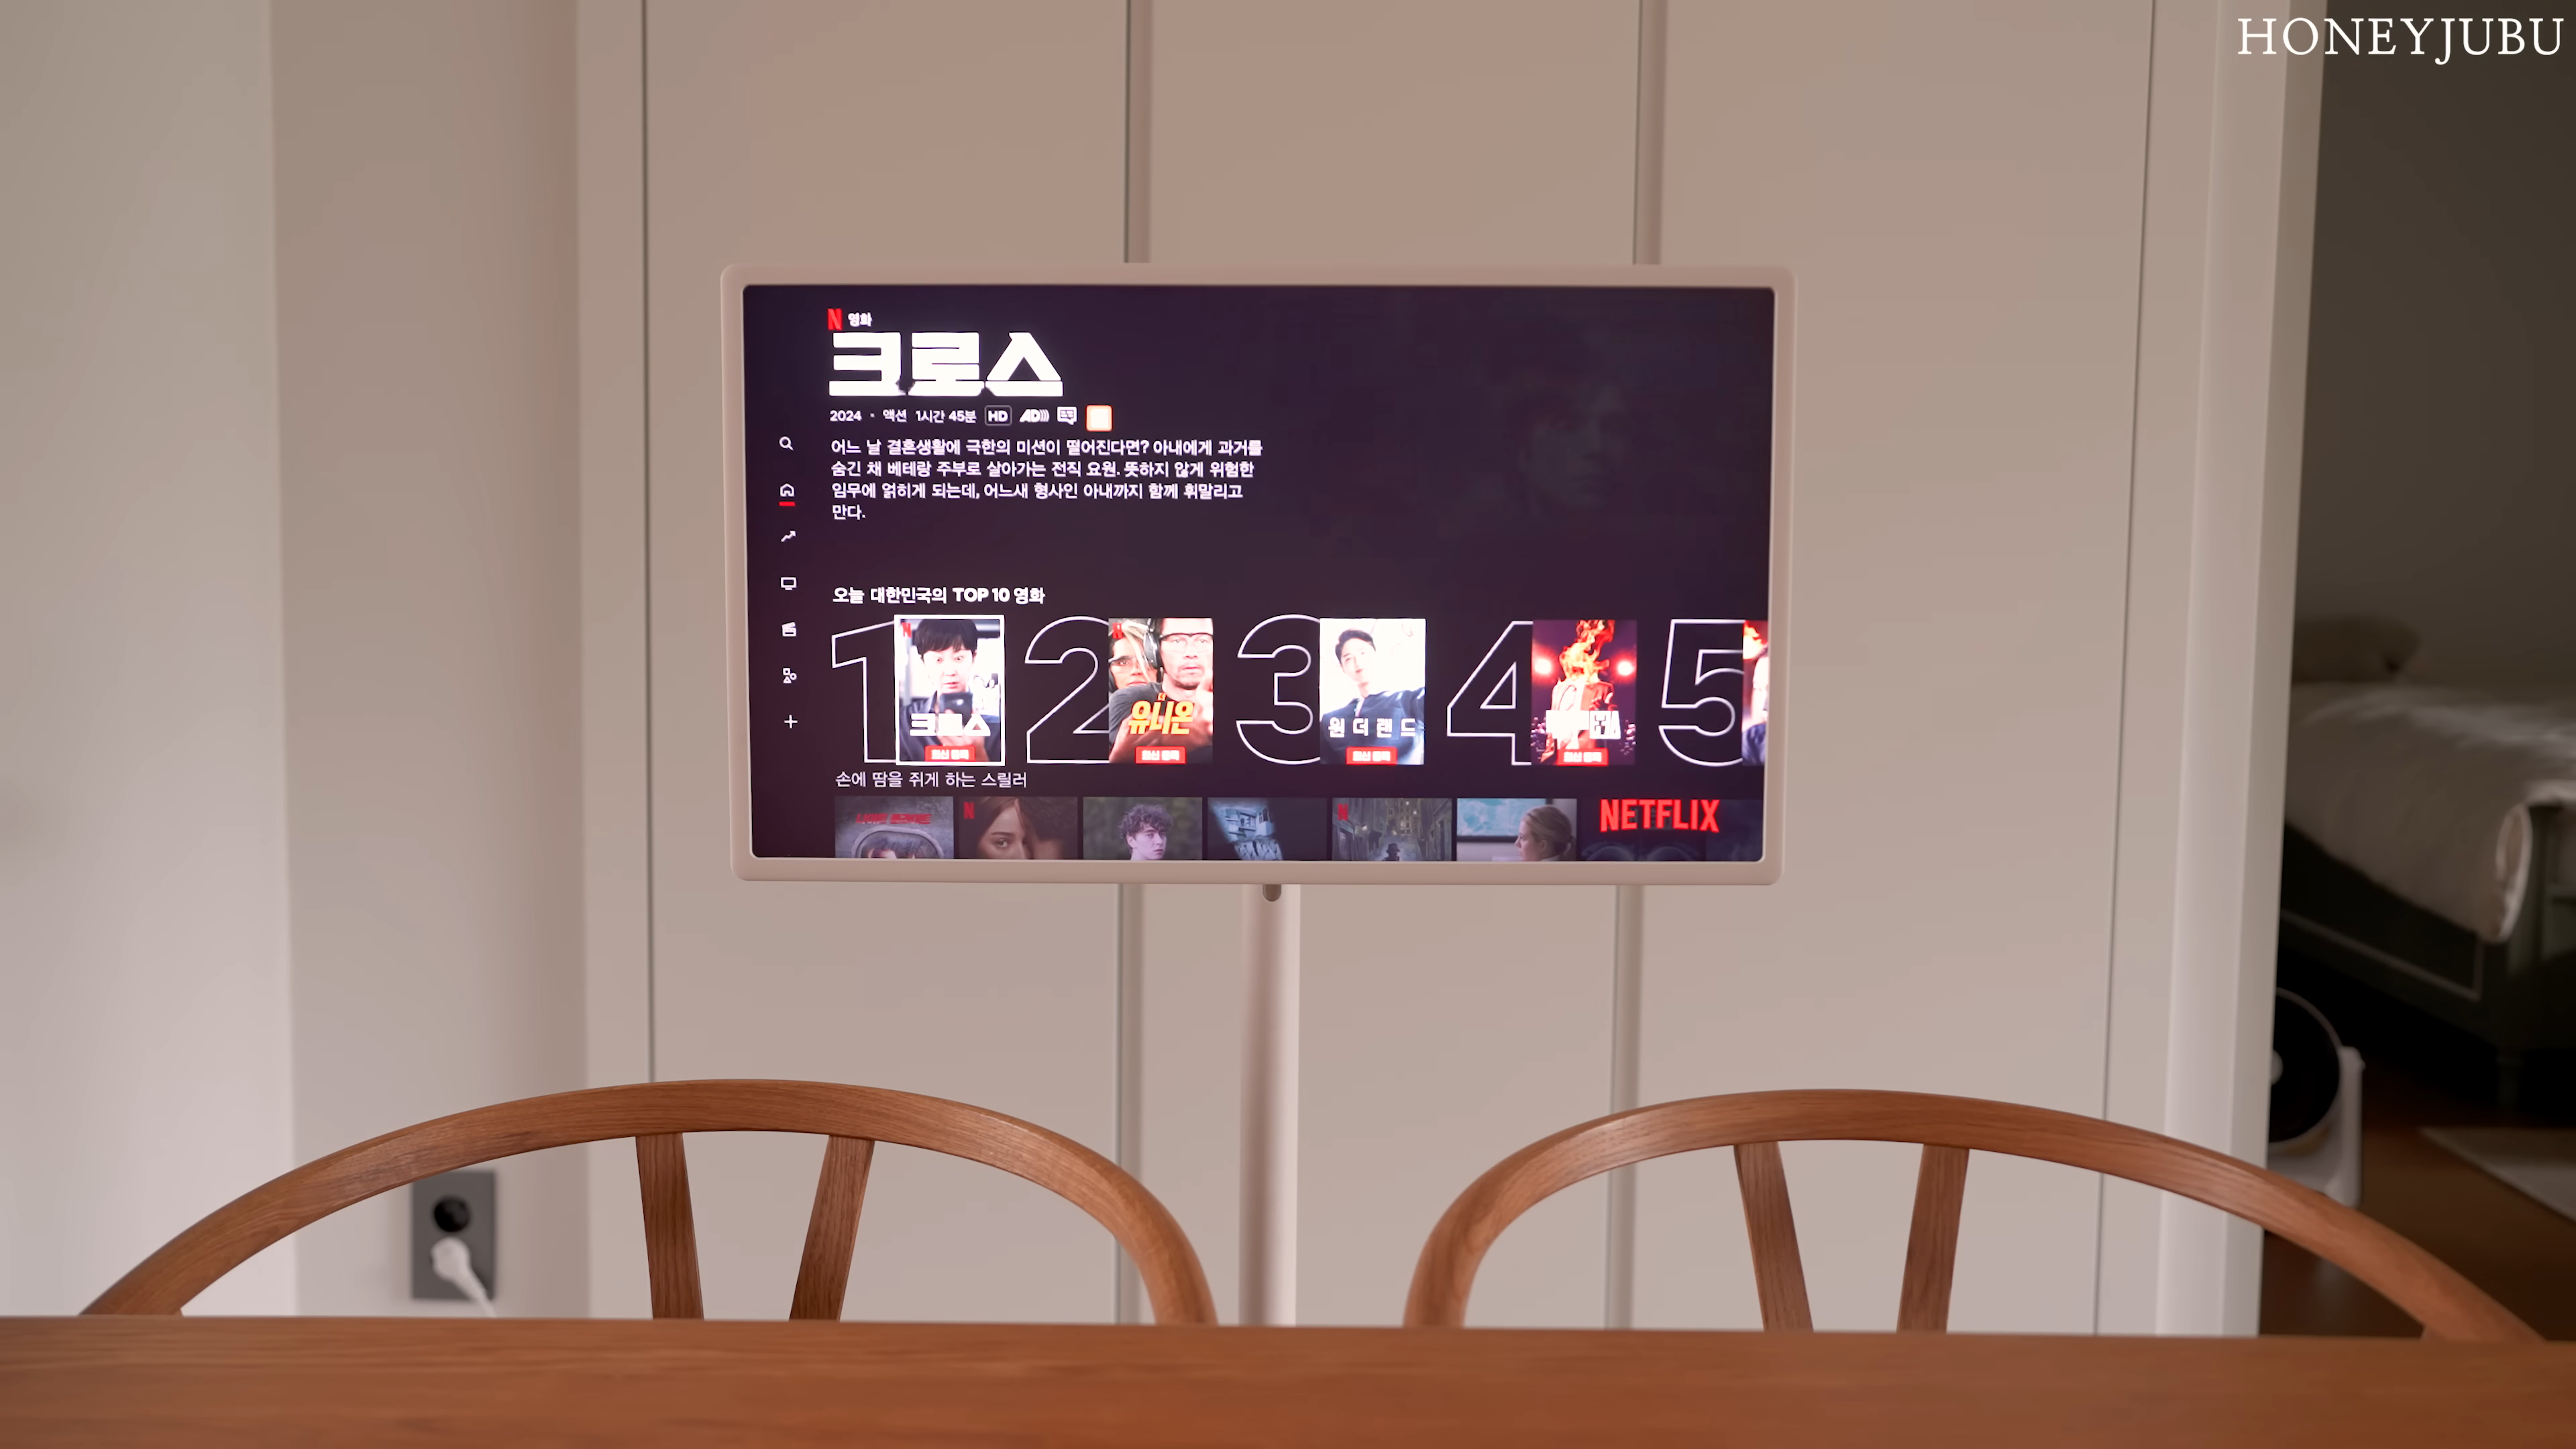 HONEYJUBU
N 영화
크로스
2024 · 액션 1시간 45분 HD AD)))
어느 날 결혼생활에 극한의 미션이 떨어진다면? 아내에게 과거를
숨긴 채 베테랑 주부로 살아가는 전직 요원. 뜻하지 않게 위험한
임무에 얽히게 되는데, 어느새 형사인 아내까지 함께 휘말리고
만다.
오늘 대한민국의 TOP 10 영화
1 2 3 4 5
크로스
유니온
원더랜드
손에 땀을 쥐게 하는 스릴러
NETFLIX